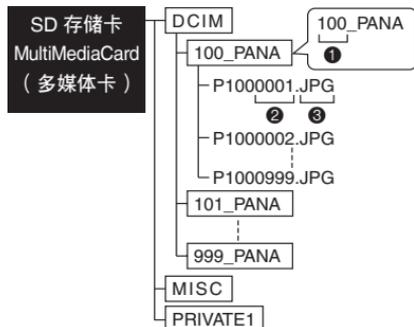 SD 存储卡
MultiMediaCard
（多媒体卡）
DCIM
100_PANA
100_PANA
❶
P1000001.JPG
❷ ❸
P1000002.JPG
P1000999.JPG
101_PANA
999_PANA
MISC
PRIVATE1